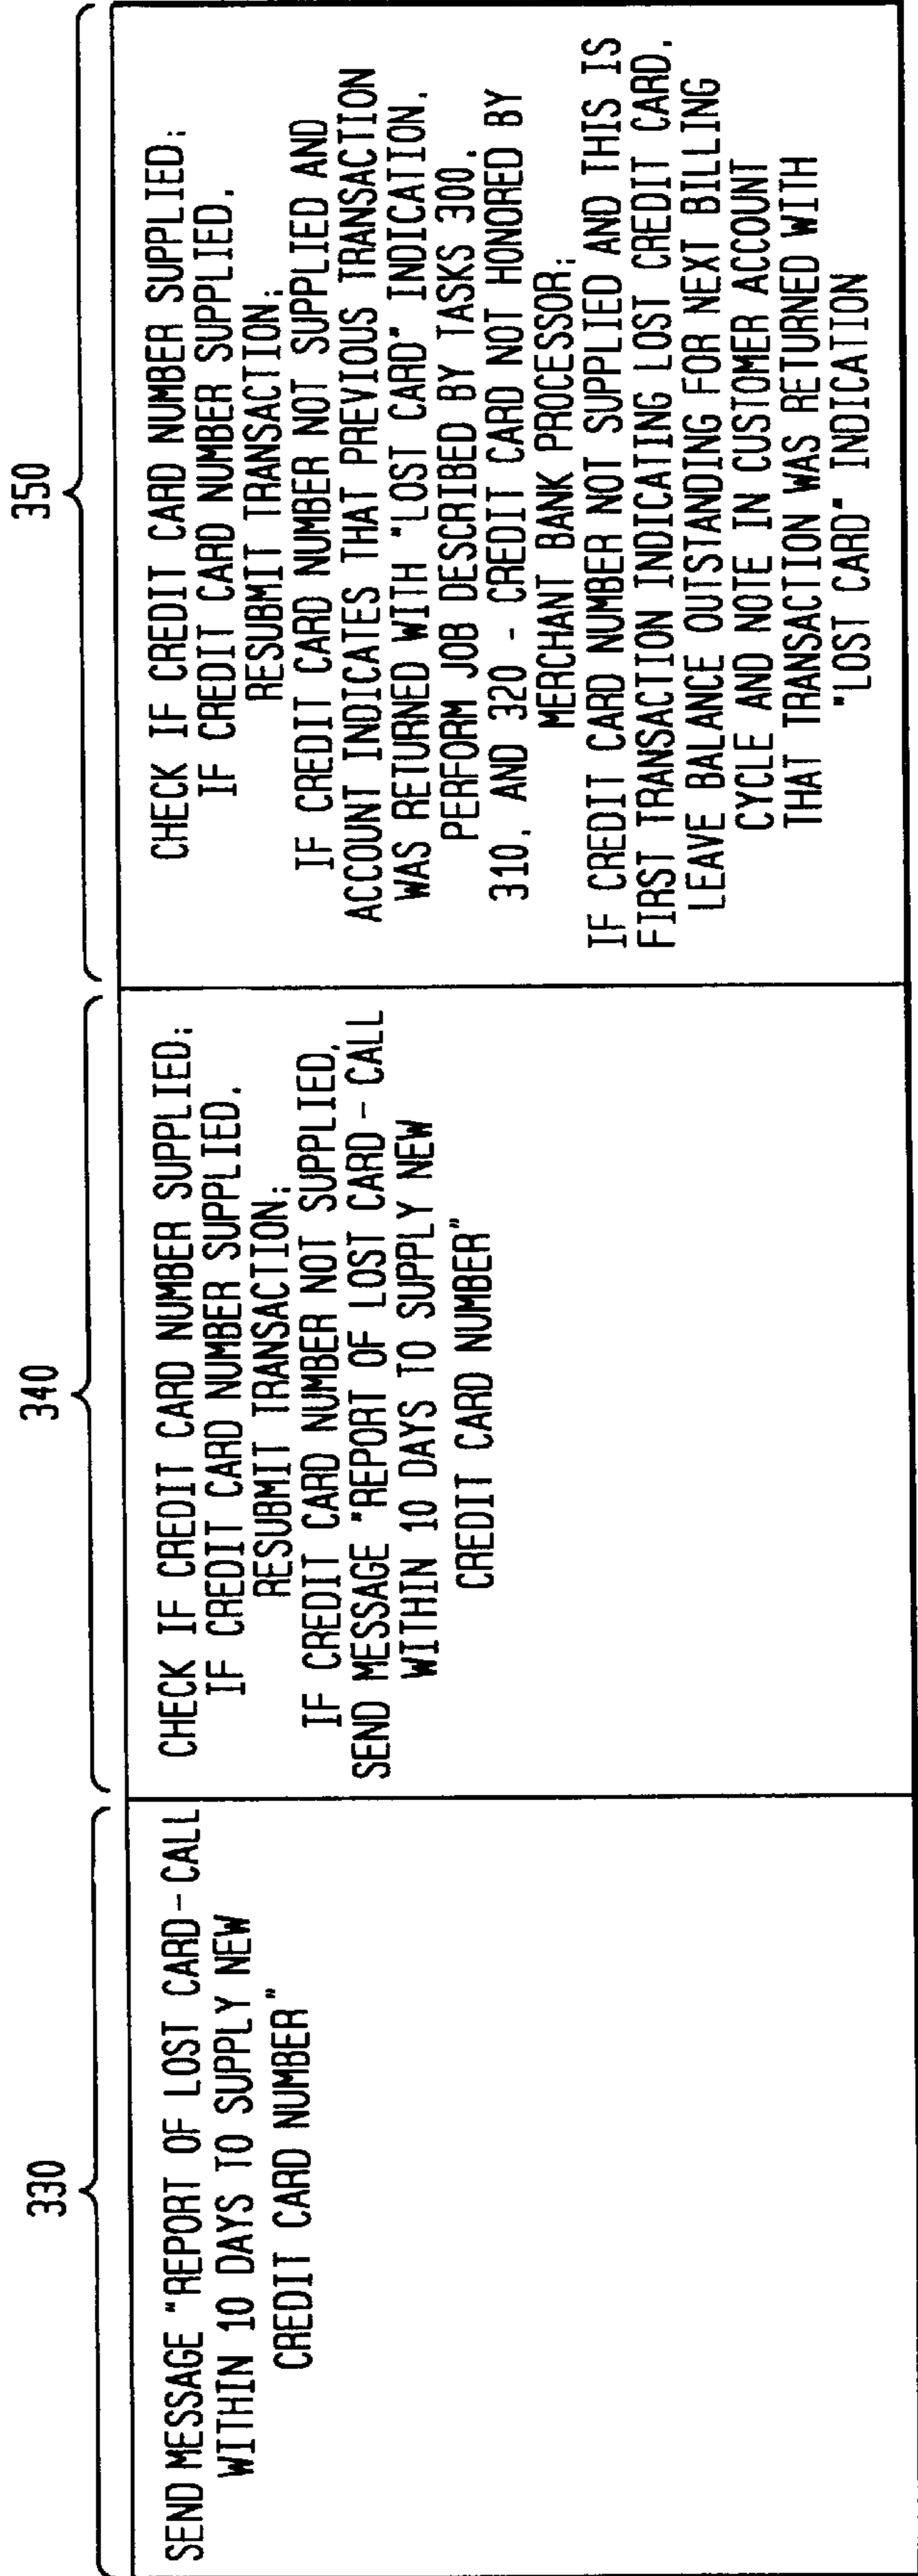 330
SEND MESSAGE "REPORT OF LOST CARD-CALL
WITHIN 10 DAYS TO SUPPLY NEW
CREDIT CARD NUMBER"
340
CHECK IF CREDIT CARD NUMBER SUPPLIED;
IF CREDIT CARD NUMBER SUPPLIED,
RESUBMIT TRANSACTION;
IF CREDIT CARD NUMBER NOT SUPPLIED,
SEND MESSAGE "REPORT OF LOST CARD-CALL
WITHIN 10 DAYS TO SUPPLY NEW
CREDIT CARD NUMBER"
350
CHECK IF CREDIT CARD NUMBER SUPPLIED;
IF CREDIT CARD NUMBER SUPPLIED,
RESUBMIT TRANSACTION;
IF CREDIT CARD NUMBER NOT SUPPLIED AND
ACCOUNT INDICATES THAT PREVIOUS TRANSACTION
WAS RETURNED WITH "LOST CARD" INDICATION,
PERFORM JOB DESCRIBED BY TASKS 300,
310, AND 320 - CREDIT CARD NOT HONORED BY
MERCHANT BANK PROCESSOR;
IF CREDIT CARD NUMBER NOT SUPPLIED AND THIS IS
FIRST TRANSACTION INDICATING LOST CREDIT CARD,
LEAVE BALANCE OUTSTANDING FOR NEXT BILLING
CYCLE AND NOTE IN CUSTOMER ACCOUNT
THAT TRANSACTION WAS RETURNED WITH
"LOST CARD" INDICATION